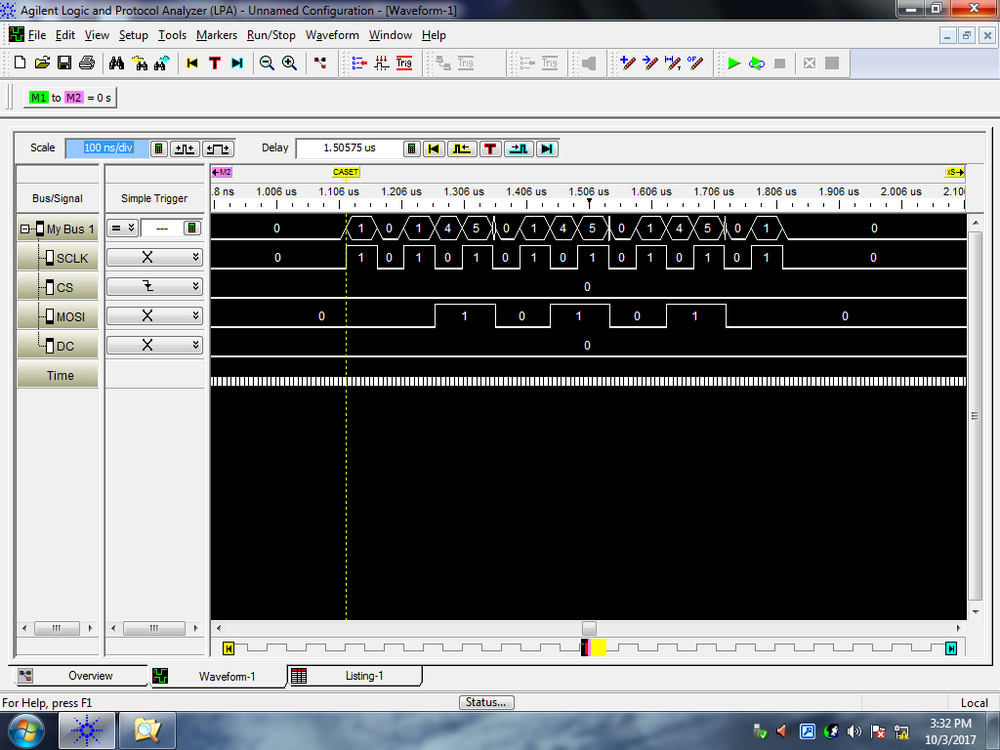 Agilent Logic and Protocol Analyzer (LPA) - Unnamed Configuration - [Waveform-1]
File Edit View Setup Tools Markers Run/Stop Waveform Window Help
T Trig Trig Trig
M1 to M2 = 0 s
Scale 100 ns/div Delay 1.50575 us T
M2 CASET xS
Bus/Signal Simple Trigger .8 ns 1.006 us 1.106 us 1.206 us 1.306 us 1.406 us 1.506 us 1.606 us 1.706 us 1.806 us 1.906 us 2.006 us 2.10
My Bus 1 = --- 0 1 0 1 4 5 0 1 4 5 0 1 4 5 0 1 0
SCLK X 0 1 0 1 0 1 0 1 0 1 0 1 0 1 0 1 0
CS 0
MOSI X 0 1 0 1 0 1 0
DC X 0
Time
Overview Waveform-1 Listing-1
For Help, press F1 Status... Local
3:32 PM
10/3/2017